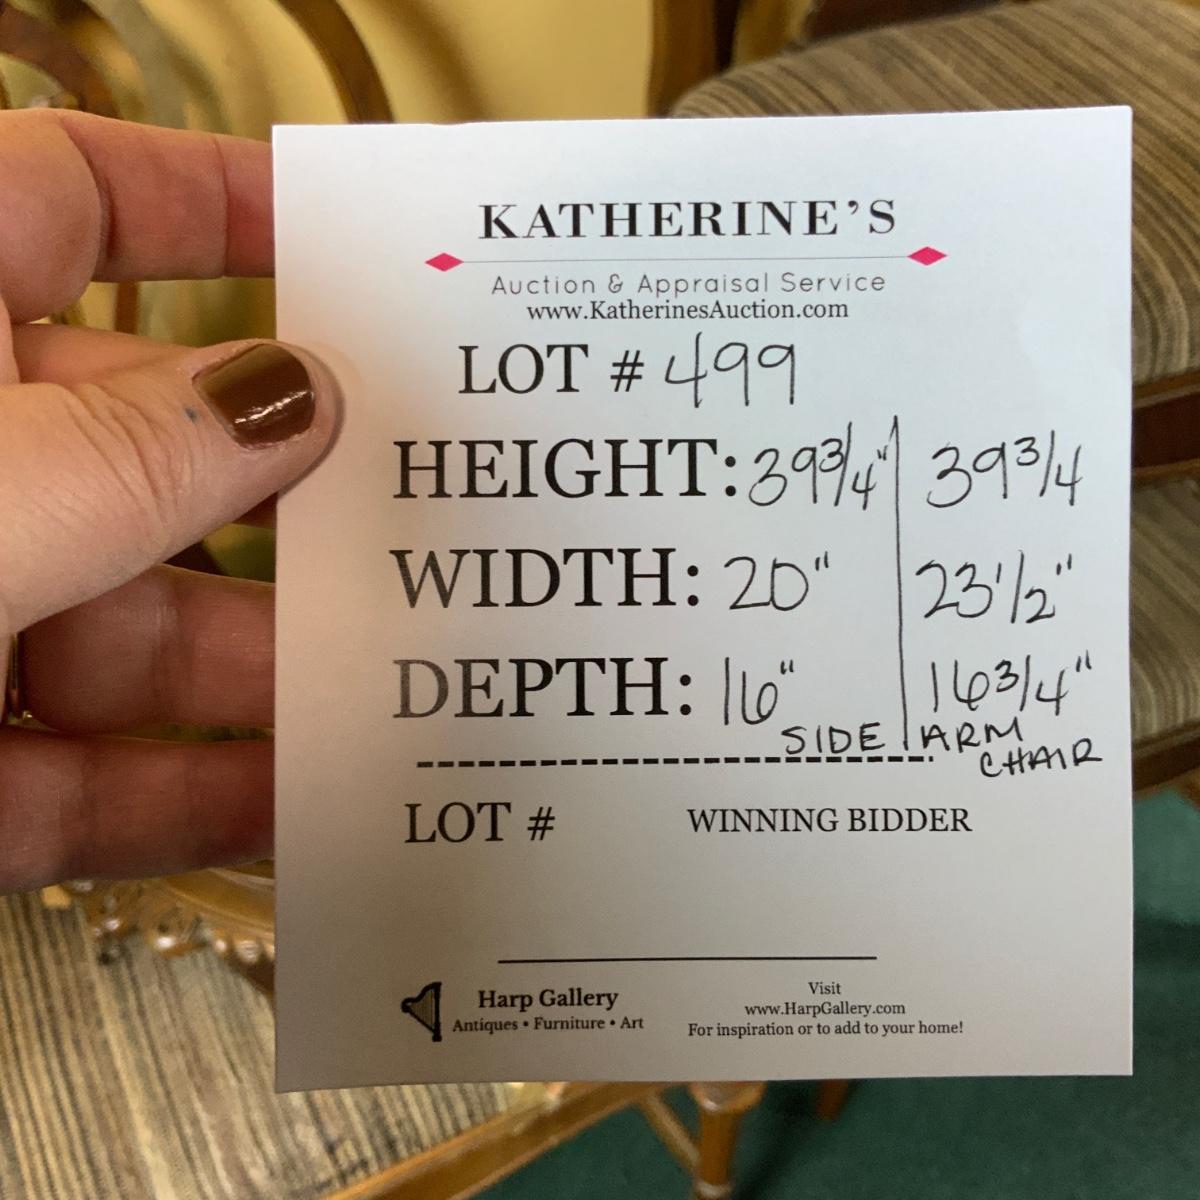 KATHERINE'S
Auction & Appraisal Service
www.KatherinesAuction.com
LOT # 499
HEIGHT: 39 3/4" 39 3/4
WIDTH: 20" 23 1/2"
DEPTH: 16" 16 3/4"
SIDE ARM
CHAIR
LOT # WINNING BIDDER
Harp Gallery
Antiques • Furniture • Art
Visit
www.HarpGallery.com
For inspiration or to add to your home!